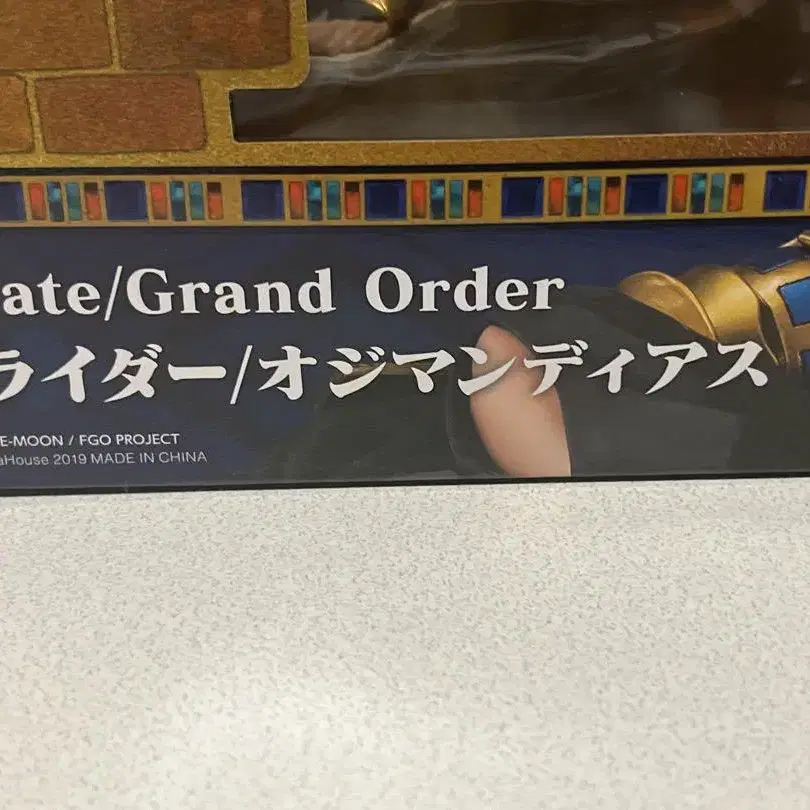 ate/Grand Order
ライダー/オジマンディアス
E-MOON / FGO PROJECT
aHouse 2019 MADE IN CHINA